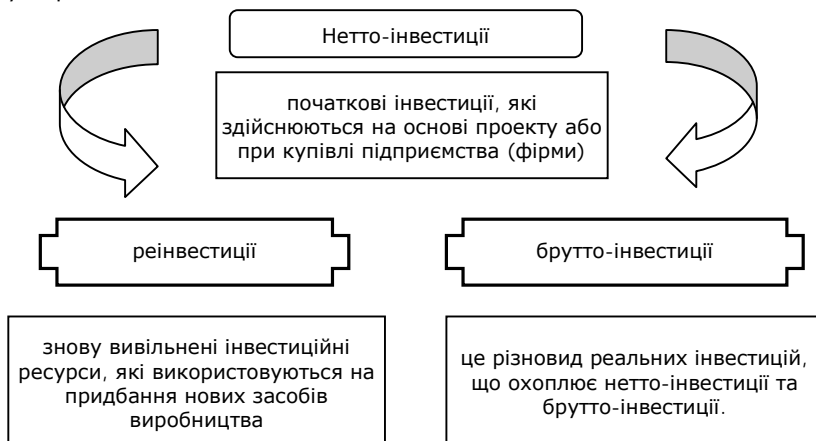 Нетто-інвестиції
початкові інвестиції, які
здійснюються на основі проекту або
при купівлі підприємства (фірми)
реінвестиції
брутто-інвестиції
знову вивільнені інвестиційні
ресурси, які використовуються на
придбання нових засобів
виробництва
це різновид реальних інвестицій,
що охоплює нетто-інвестиції та
брутто-інвестиції.